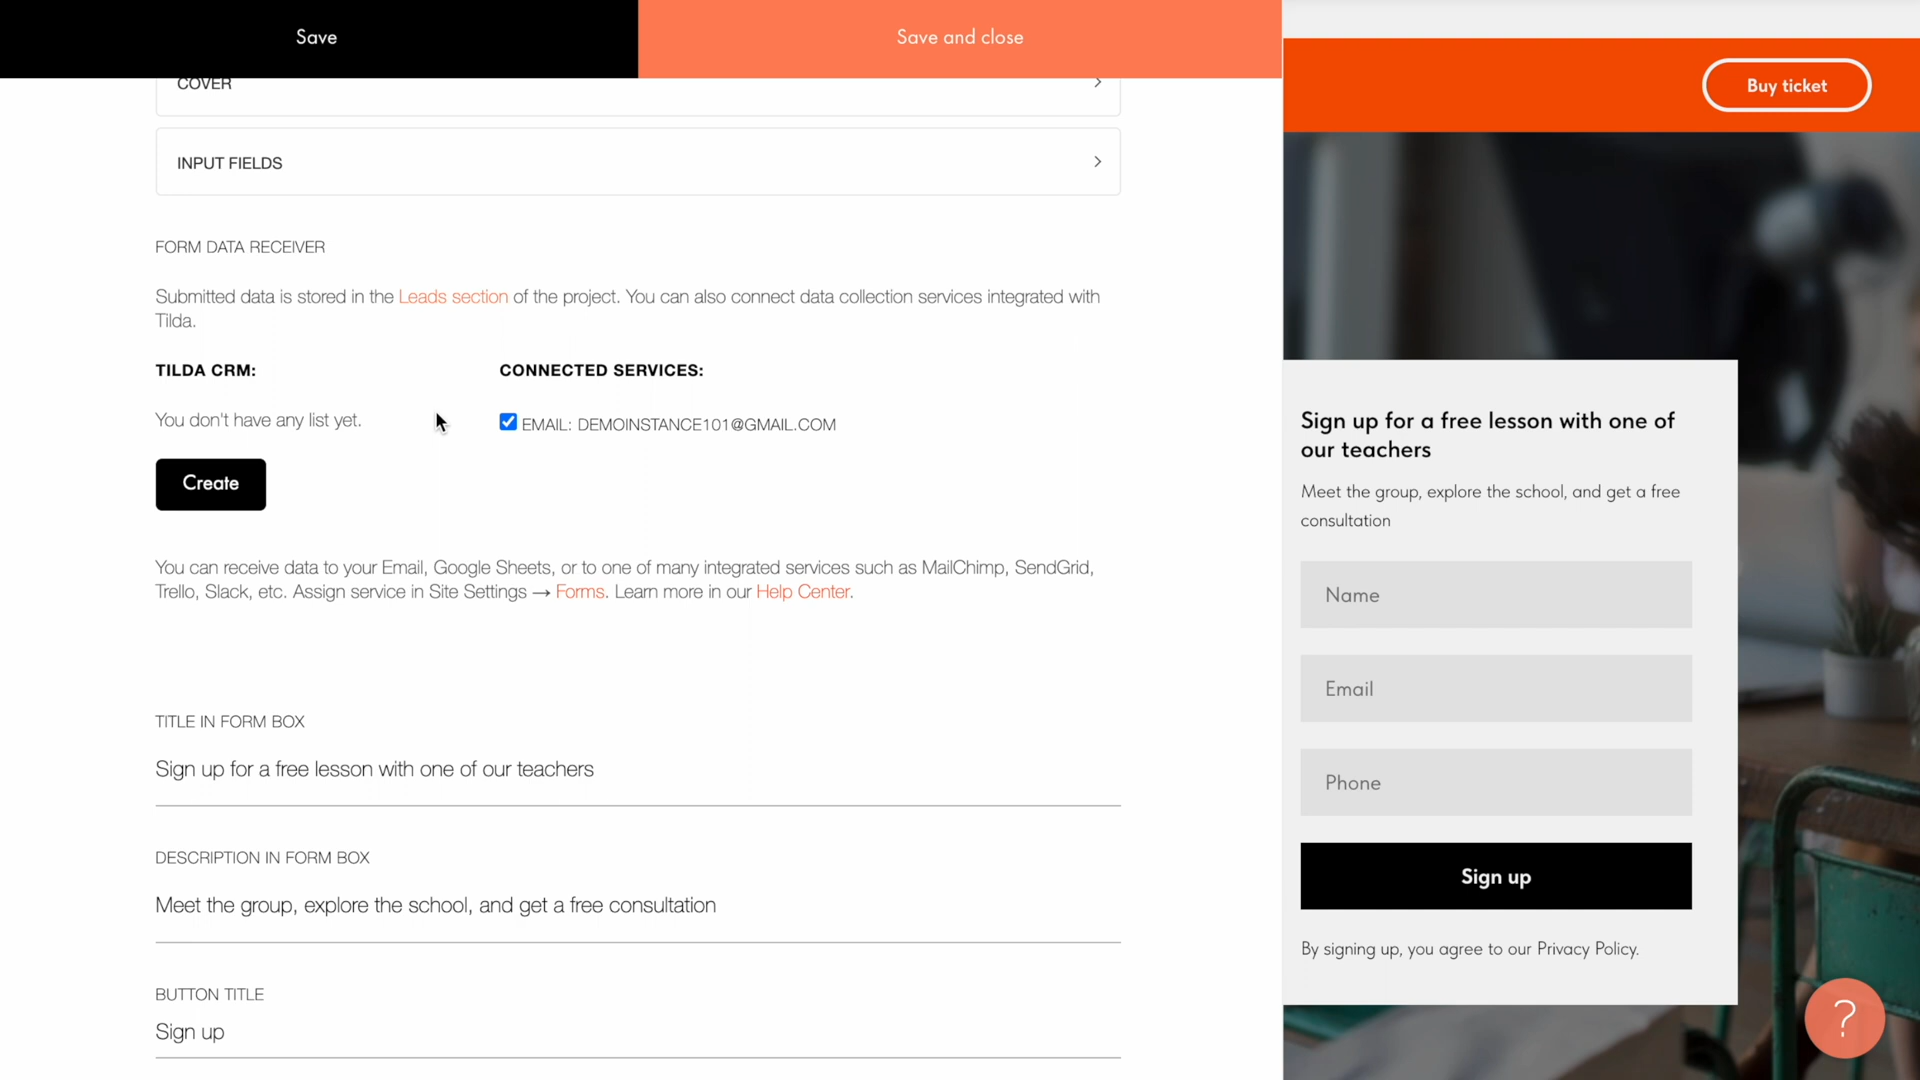 Save
Save and close
Buy ticket
COVER
INPUT FIELDS
FORM DATA RECEIVER
Submitted data is stored in the Leads section of the project. You can also connect data collection services integrated with
Tilda.
TILDA CRM:
CONNECTED SERVICES:
You don't have any list yet.
EMAIL: DEMOINSTANCE101@GMAIL.COM
Create
You can receive data to your Email, Google Sheets, or to one of many integrated services such as MailChimp, SendGrid,
Trello, Slack, etc. Assign service in Site Settings → Forms. Learn more in our Help Center.
TITLE IN FORM BOX
Sign up for a free lesson with one of our teachers
DESCRIPTION IN FORM BOX
Meet the group, explore the school, and get a free consultation
BUTTON TITLE
Sign up
Sign up for a free lesson with one of
our teachers
Meet the group, explore the school, and get a free
consultation
Name
Email
Phone
Sign up
By signing up, you agree to our Privacy Policy.
?